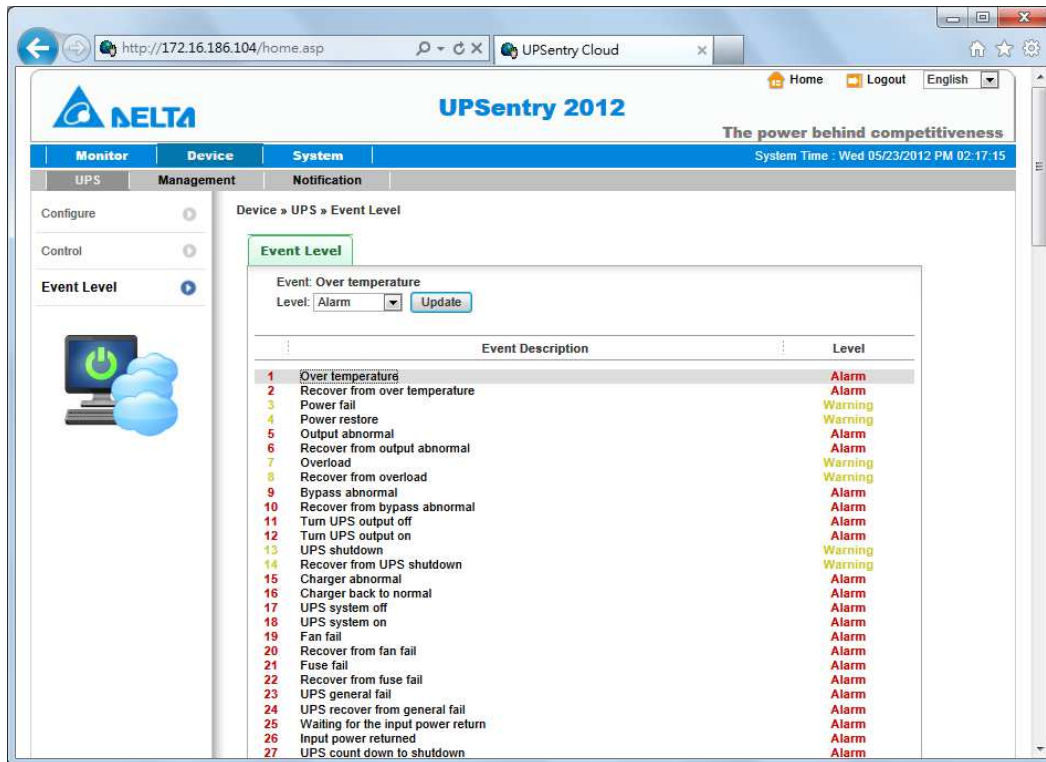 http://172.16.186.104/home.asp
UPSentry Cloud
Home
Logout
English
DELTA
UPSentry 2012
The power behind competitiveness
Monitor Device System
System Time : Wed 05/23/2012 PM 02:17:15
UPS Management Notification
Configure
Control
Event Level
Device » UPS » Event Level
Event Level
Event: Over temperature
Level: Alarm Update
Event Description Level
1 Over temperature Alarm
2 Recover from over temperature Alarm
3 Power fail Warning
4 Power restore Warning
5 Output abnormal Alarm
6 Recover from output abnormal Alarm
7 Overload Warning
8 Recover from overload Warning
9 Bypass abnormal Alarm
10 Recover from bypass abnormal Alarm
11 Turn UPS output off Alarm
12 Turn UPS output on Alarm
13 UPS shutdown Warning
14 Recover from UPS shutdown Warning
15 Charger abnormal Alarm
16 Charger back to normal Alarm
17 UPS system off Alarm
18 UPS system on Alarm
19 Fan fail Alarm
20 Recover from fan fail Alarm
21 Fuse fail Alarm
22 Recover from fuse fail Alarm
23 UPS general fail Alarm
24 UPS recover from general fail Alarm
25 Waiting for the input power return Alarm
26 Input power returned Alarm
27 UPS count down to shutdown Alarm